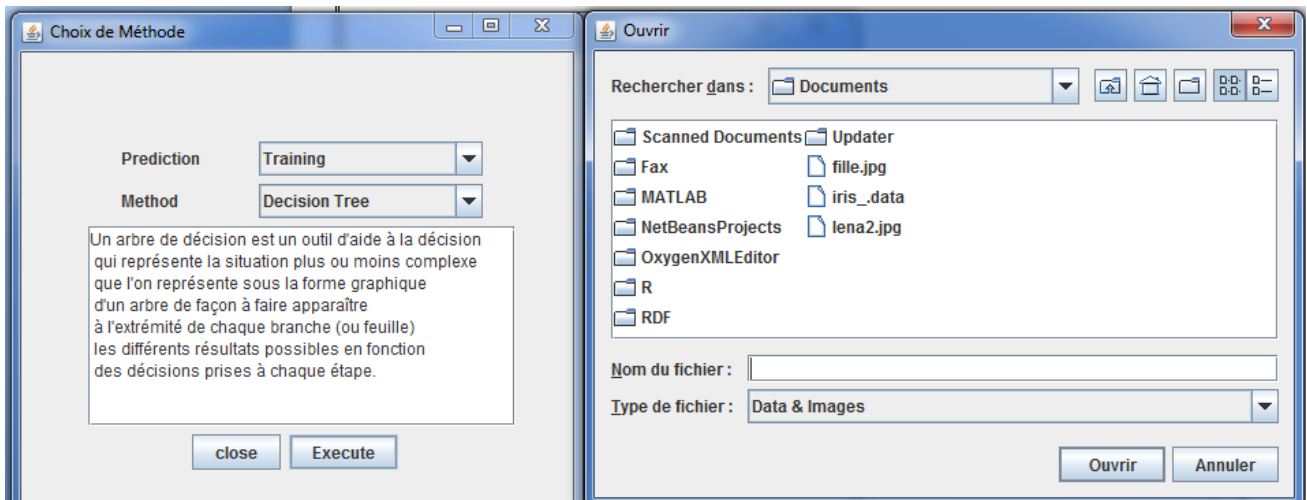 Choix de Méthode
Prediction Training
Method Decision Tree
Un arbre de décision est un outil d'aide à la décision
qui représente la situation plus ou moins complexe
que l'on représente sous la forme graphique
d'un arbre de façon à faire apparaître
à l'extrémité de chaque branche (ou feuille)
les différents résultats possibles en fonction
des décisions prises à chaque étape.
close Execute
Ouvrir
Rechercher dans : Documents
Scanned Documents Updater
Fax fille.jpg
MATLAB iris_.data
NetBeansProjects lena2.jpg
OxygenXMLEditor
R
RDF
Nom du fichier :
Type de fichier : Data & Images
Ouvrir Annuler